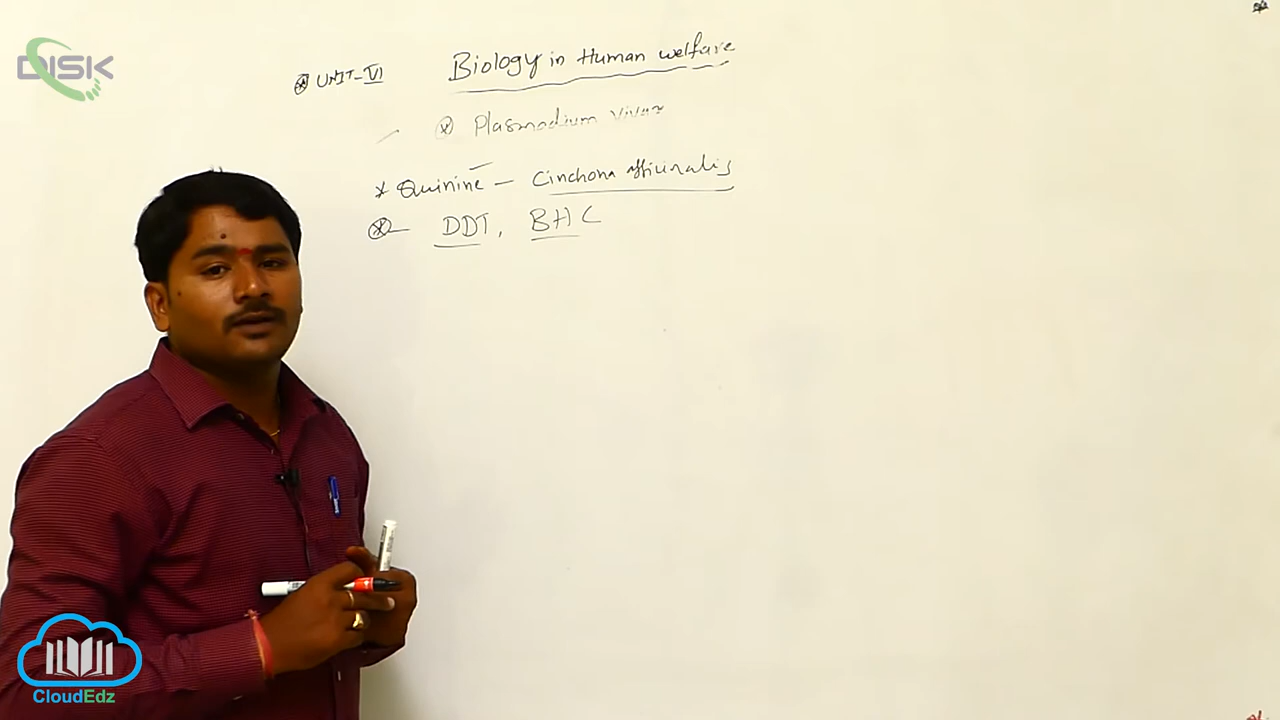 DISK
UNIT-VI Biology in Human welfare
Plasmodium vivax
* Quinine - Cinchona officinalis
DDT, BHC
CloudEdz